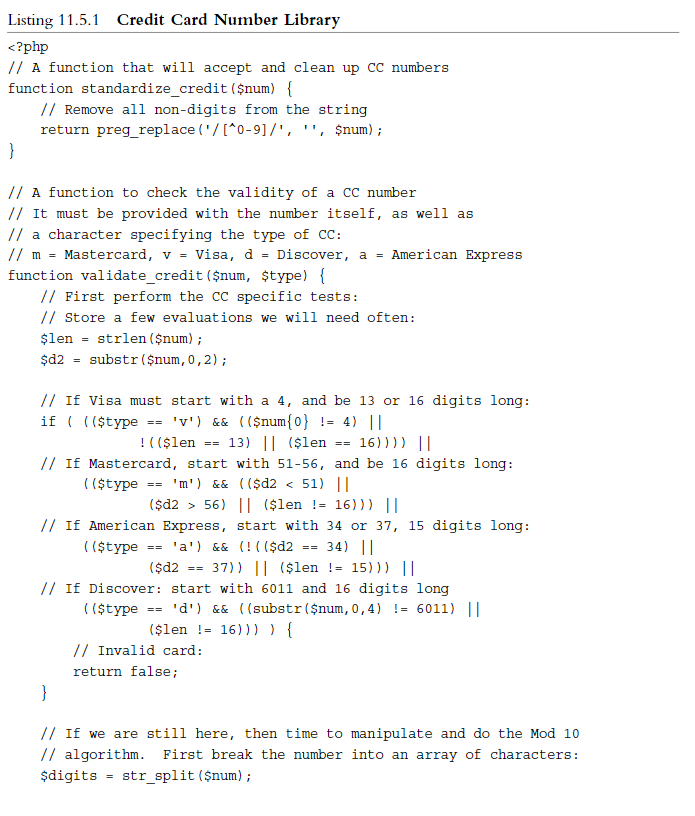 Listing 11.5.1 Credit Card Number Library
<?php
// A function that will accept and clean up CC numbers
function standardize_credit($num) {
    // Remove all non-digits from the string
    return preg_replace('/[^0-9]/', '', $num);
}

// A function to check the validity of a CC number
// It must be provided with the number itself, as well as
// a character specifying the type of CC:
// m = Mastercard, v = Visa, d = Discover, a = American Express
function validate_credit($num, $type) {
    // First perform the CC specific tests:
    // Store a few evaluations we will need often:
    $len = strlen($num);
    $d2 = substr($num,0,2);

    // If Visa must start with a 4, and be 13 or 16 digits long:
    if ( (($type == 'v') && (($num{0} != 4) ||
                !(($len == 13) || ($len == 16)))) ||
    // If Mastercard, start with 51-56, and be 16 digits long:
         (($type == 'm') && (($d2 < 51) ||
                 ($d2 > 56) || ($len != 16))) ||
    // If American Express, start with 34 or 37, 15 digits long:
         (($type == 'a') && (!(($d2 == 34) ||
                 ($d2 == 37)) || ($len != 15))) ||
    // If Discover: start with 6011 and 16 digits long
         (($type == 'd') && ((substr($num,0,4) != 6011) ||
                 ($len != 16))) ) {
        // Invalid card:
        return false;
    }

    // If we are still here, then time to manipulate and do the Mod 10
    // algorithm.  First break the number into an array of characters:
    $digits = str_split($num);